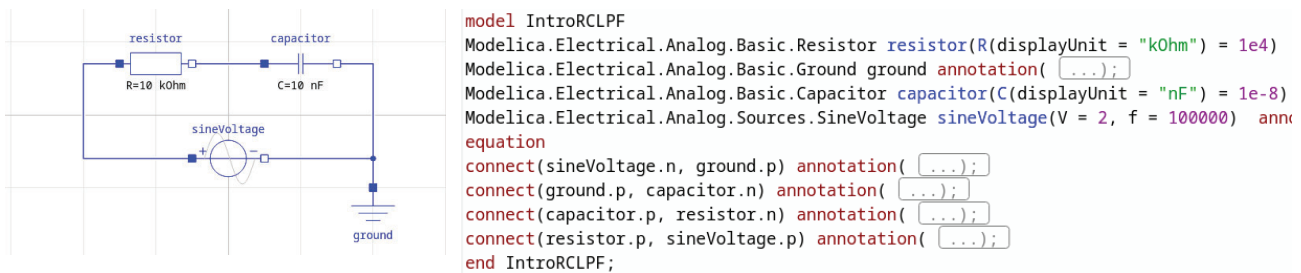 resistor
capacitor
R=10 kOhm
C=10 nF
sineVoltage
+
−
ground
model IntroRCLPF
Modelica.Electrical.Analog.Basic.Resistor resistor(R(displayUnit = "kOhm") = 1e4)
Modelica.Electrical.Analog.Basic.Ground ground annotation( ...);
Modelica.Electrical.Analog.Basic.Capacitor capacitor(C(displayUnit = "nF") = 1e-8)
Modelica.Electrical.Analog.Sources.SineVoltage sineVoltage(V = 2, f = 100000)
equation
connect(sineVoltage.n, ground.p) annotation( ...);
connect(ground.p, capacitor.n) annotation( ...);
connect(capacitor.p, resistor.n) annotation( ...);
connect(resistor.p, sineVoltage.p) annotation( ...);
end IntroRCLPF;